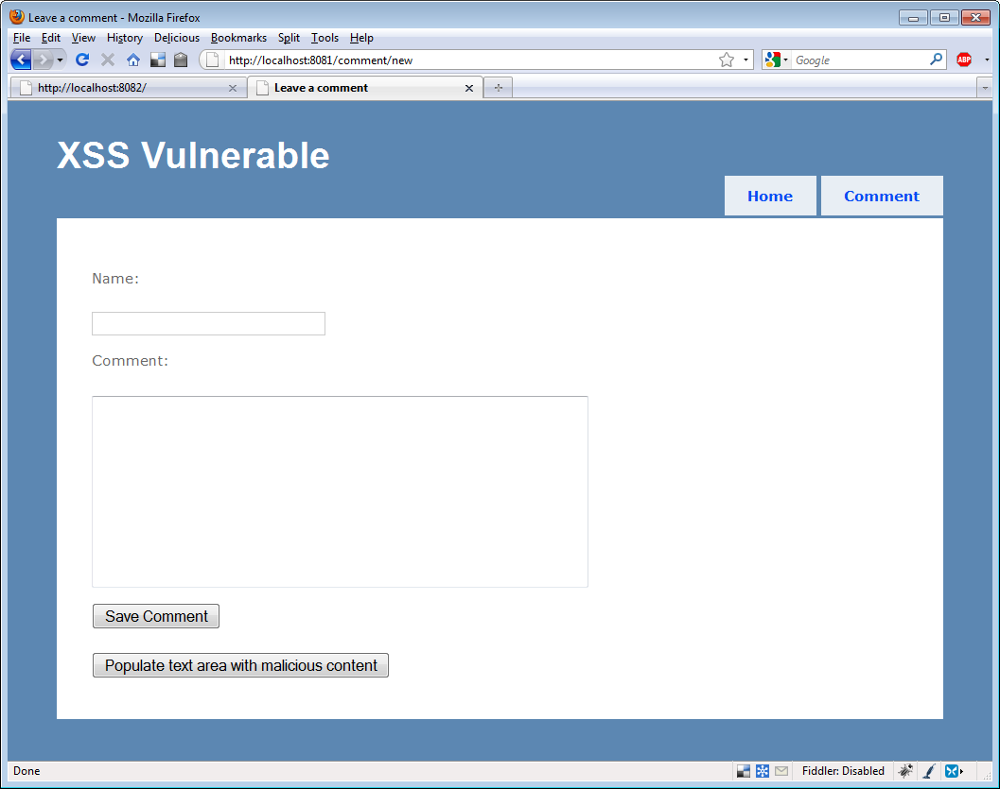 Leave a comment - Mozilla Firefox
File Edit View History Delicious Bookmarks Split Tools Help
http://localhost:8081/comment/new Google ABP
http://localhost:8082/ Leave a comment
XSS Vulnerable
Home Comment
Name:
Comment:
Save Comment
Populate text area with malicious content
Done Fiddler: Disabled